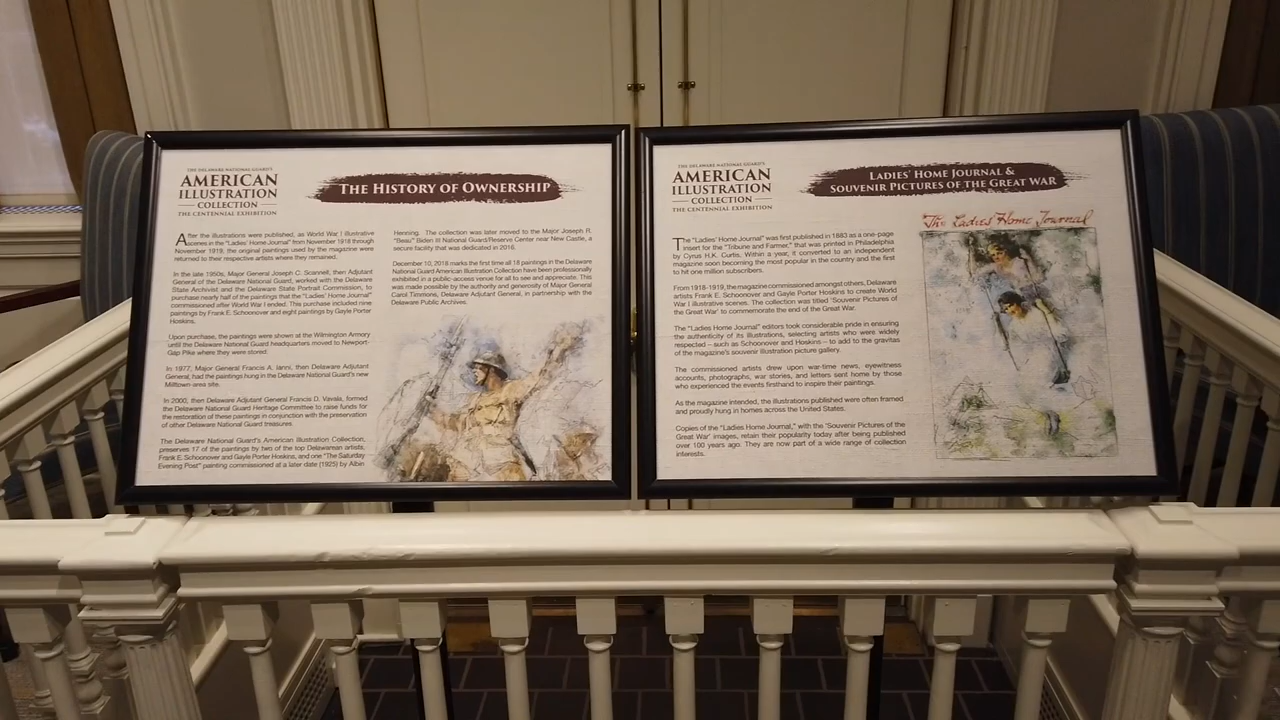 THE DELAWARE NATIONAL GUARD'S
AMERICAN
ILLUSTRATION
COLLECTION
THE CENTENNIAL EXHIBITION
THE HISTORY OF OWNERSHIP
After the illustrations were published, as World War I illustrative
scenes in the "Ladies' Home Journal" from November 1918 through
November 1919, the original paintings used by the magazine were
returned to their respective artists where they remained.
In the late 1950s, Major General Joseph C. Scannell, then Adjutant
General of the Delaware National Guard, worked with the Delaware
State Archivist and the Delaware State Portrait Commission, to
purchase nearly half of the paintings that the "Ladies' Home Journal"
commissioned after World War I ended. This purchase included nine
paintings by Frank E. Schoonover and eight paintings by Gayle Porter
Hoskins.
Upon purchase, the paintings were shown at the Wilmington Armory
until the Delaware National Guard headquarters moved to Newport-
Gap Pike where they were stored.
In 1977, Major General Francis A. Ianni, then Delaware Adjutant
General, had the paintings hung in the Delaware National Guard's new
Milltown-area site.
In 2000, then Delaware Adjutant General Francis D. Vavala, formed
the Delaware National Guard Heritage Committee to raise funds for
the restoration of these paintings in conjunction with the preservation
of other Delaware National Guard treasures.
The Delaware National Guard's American Illustration Collection,
preserves 17 of the paintings by two of the top Delawarean artists,
Frank E. Schoonover and Gayle Porter Hoskins, and one "The Saturday
Evening Post" painting commissioned at a later date (1925) by Albin
Henning. The collection was later moved to the Major Joseph R.
"Beau" Biden III National Guard/Reserve Center near New Castle, a
secure facility that was dedicated in 2016.
December 10, 2018 marks the first time all 18 paintings in the Delaware
National Guard American Illustration Collection have been professionally
exhibited in a public-access venue for all to see and appreciate. This
was made possible by the authority and generosity of Major General
Carol Timmons, Delaware Adjutant General, in partnership with the
Delaware Public Archives.
THE DELAWARE NATIONAL GUARD'S
AMERICAN
ILLUSTRATION
COLLECTION
THE CENTENNIAL EXHIBITION
LADIES' HOME JOURNAL &
SOUVENIR PICTURES OF THE GREAT WAR
The "Ladies' Home Journal" was first published in 1883 as a one-page
insert for the "Tribune and Farmer," that was printed in Philadelphia
by Cyrus H.K. Curtis. Within a year, it converted to an independent
magazine soon becoming the most popular in the country and the first
to hit one million subscribers.
From 1918-1919, the magazine commissioned amongst others, Delaware
artists Frank E. Schoonover and Gayle Porter Hoskins to create World
War I illustrative scenes. The collection was titled 'Souvenir Pictures of
the Great War' to commemorate the end of the Great War.
The "Ladies Home Journal" editors took considerable pride in ensuring
the authenticity of its illustrations, selecting artists who were widely
respected – such as Schoonover and Hoskins – to add to the gravitas
of the magazine's souvenir illustration picture gallery.
The commissioned artists drew upon war-time news, eyewitness
accounts, photographs, war stories, and letters sent home by those
who experienced the events firsthand to inspire their paintings.
As the magazine intended, the illustrations published were often framed
and proudly hung in homes across the United States.
Copies of the "Ladies Home Journal," with the 'Souvenir Pictures of the
Great War' images, retain their popularity today after being published
over 100 years ago. They are now part of a wide range of collection
interests.
The Ladies Home Journal